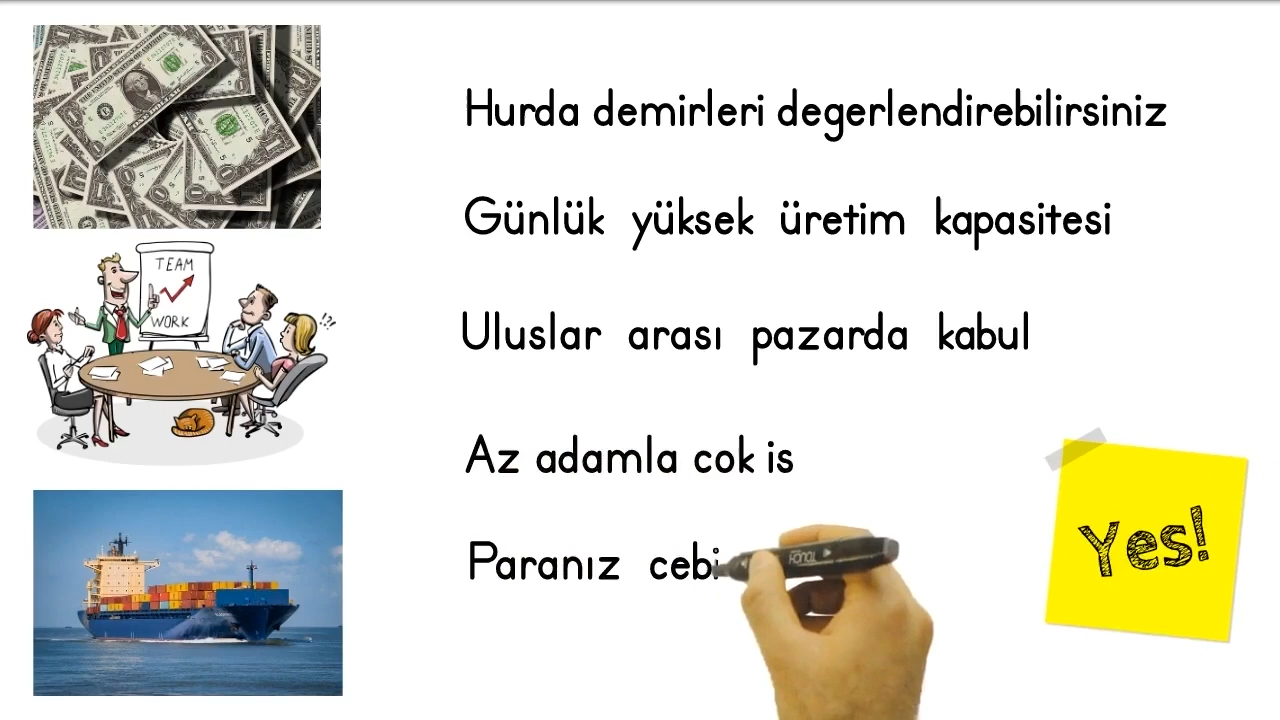 Hurda demirleri degerlendirebilirsiniz
Günlük yüksek üretim kapasitesi
TEAM
WORK
!?!
Uluslar arası pazarda kabul
Az adamla cok is
Yes!
Paranız cebi